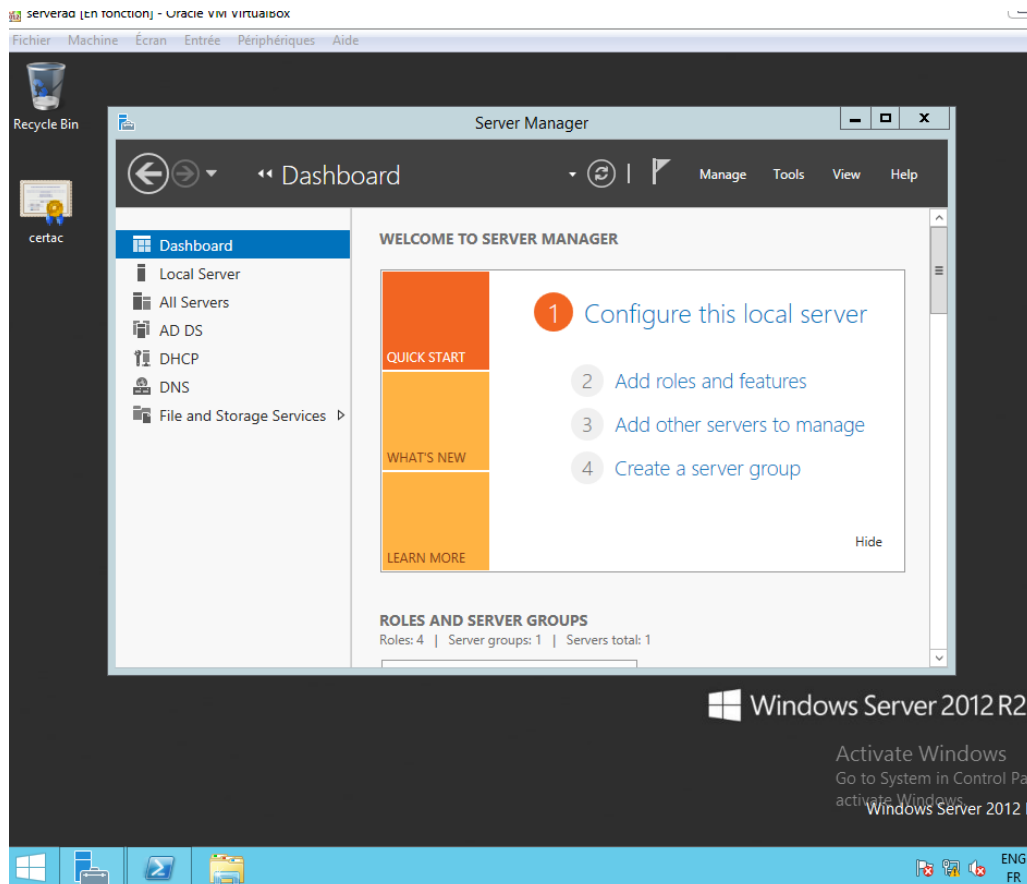 serverad [En fonction] - Oracle VM VirtualBox
Fichier Machine Écran Entrée Périphériques Aide
Recycle Bin
certac
Server Manager
Dashboard
Manage Tools View Help
Dashboard
Local Server
All Servers
AD DS
DHCP
DNS
File and Storage Services
WELCOME TO SERVER MANAGER
QUICK START
WHAT'S NEW
LEARN MORE
1 Configure this local server
2 Add roles and features
3 Add other servers to manage
4 Create a server group
Hide
ROLES AND SERVER GROUPS
Roles: 4 | Server groups: 1 | Servers total: 1
Windows Server 2012 R2
Activate Windows
Go to System in Control Pa
activate Windows.
Windows Server 2012
ENG
FR